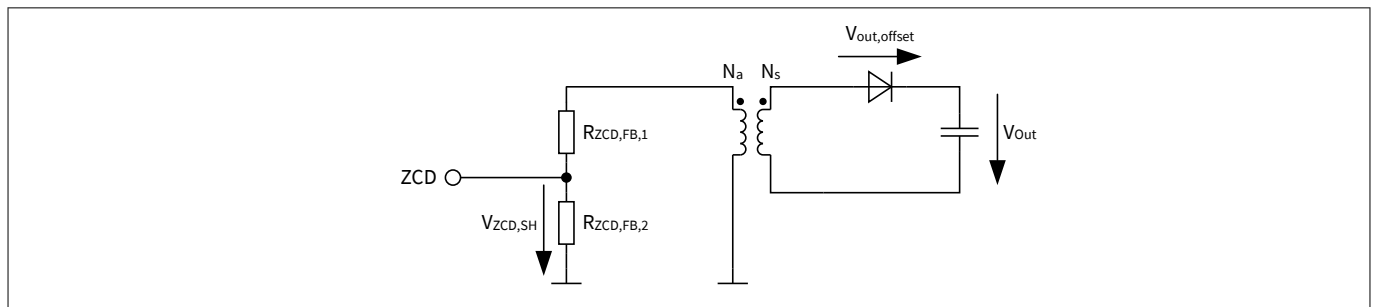 Vout,offset
Na Ns
RZCD,FB,1
VOut
ZCD
VZCD,SH
RZCD,FB,2